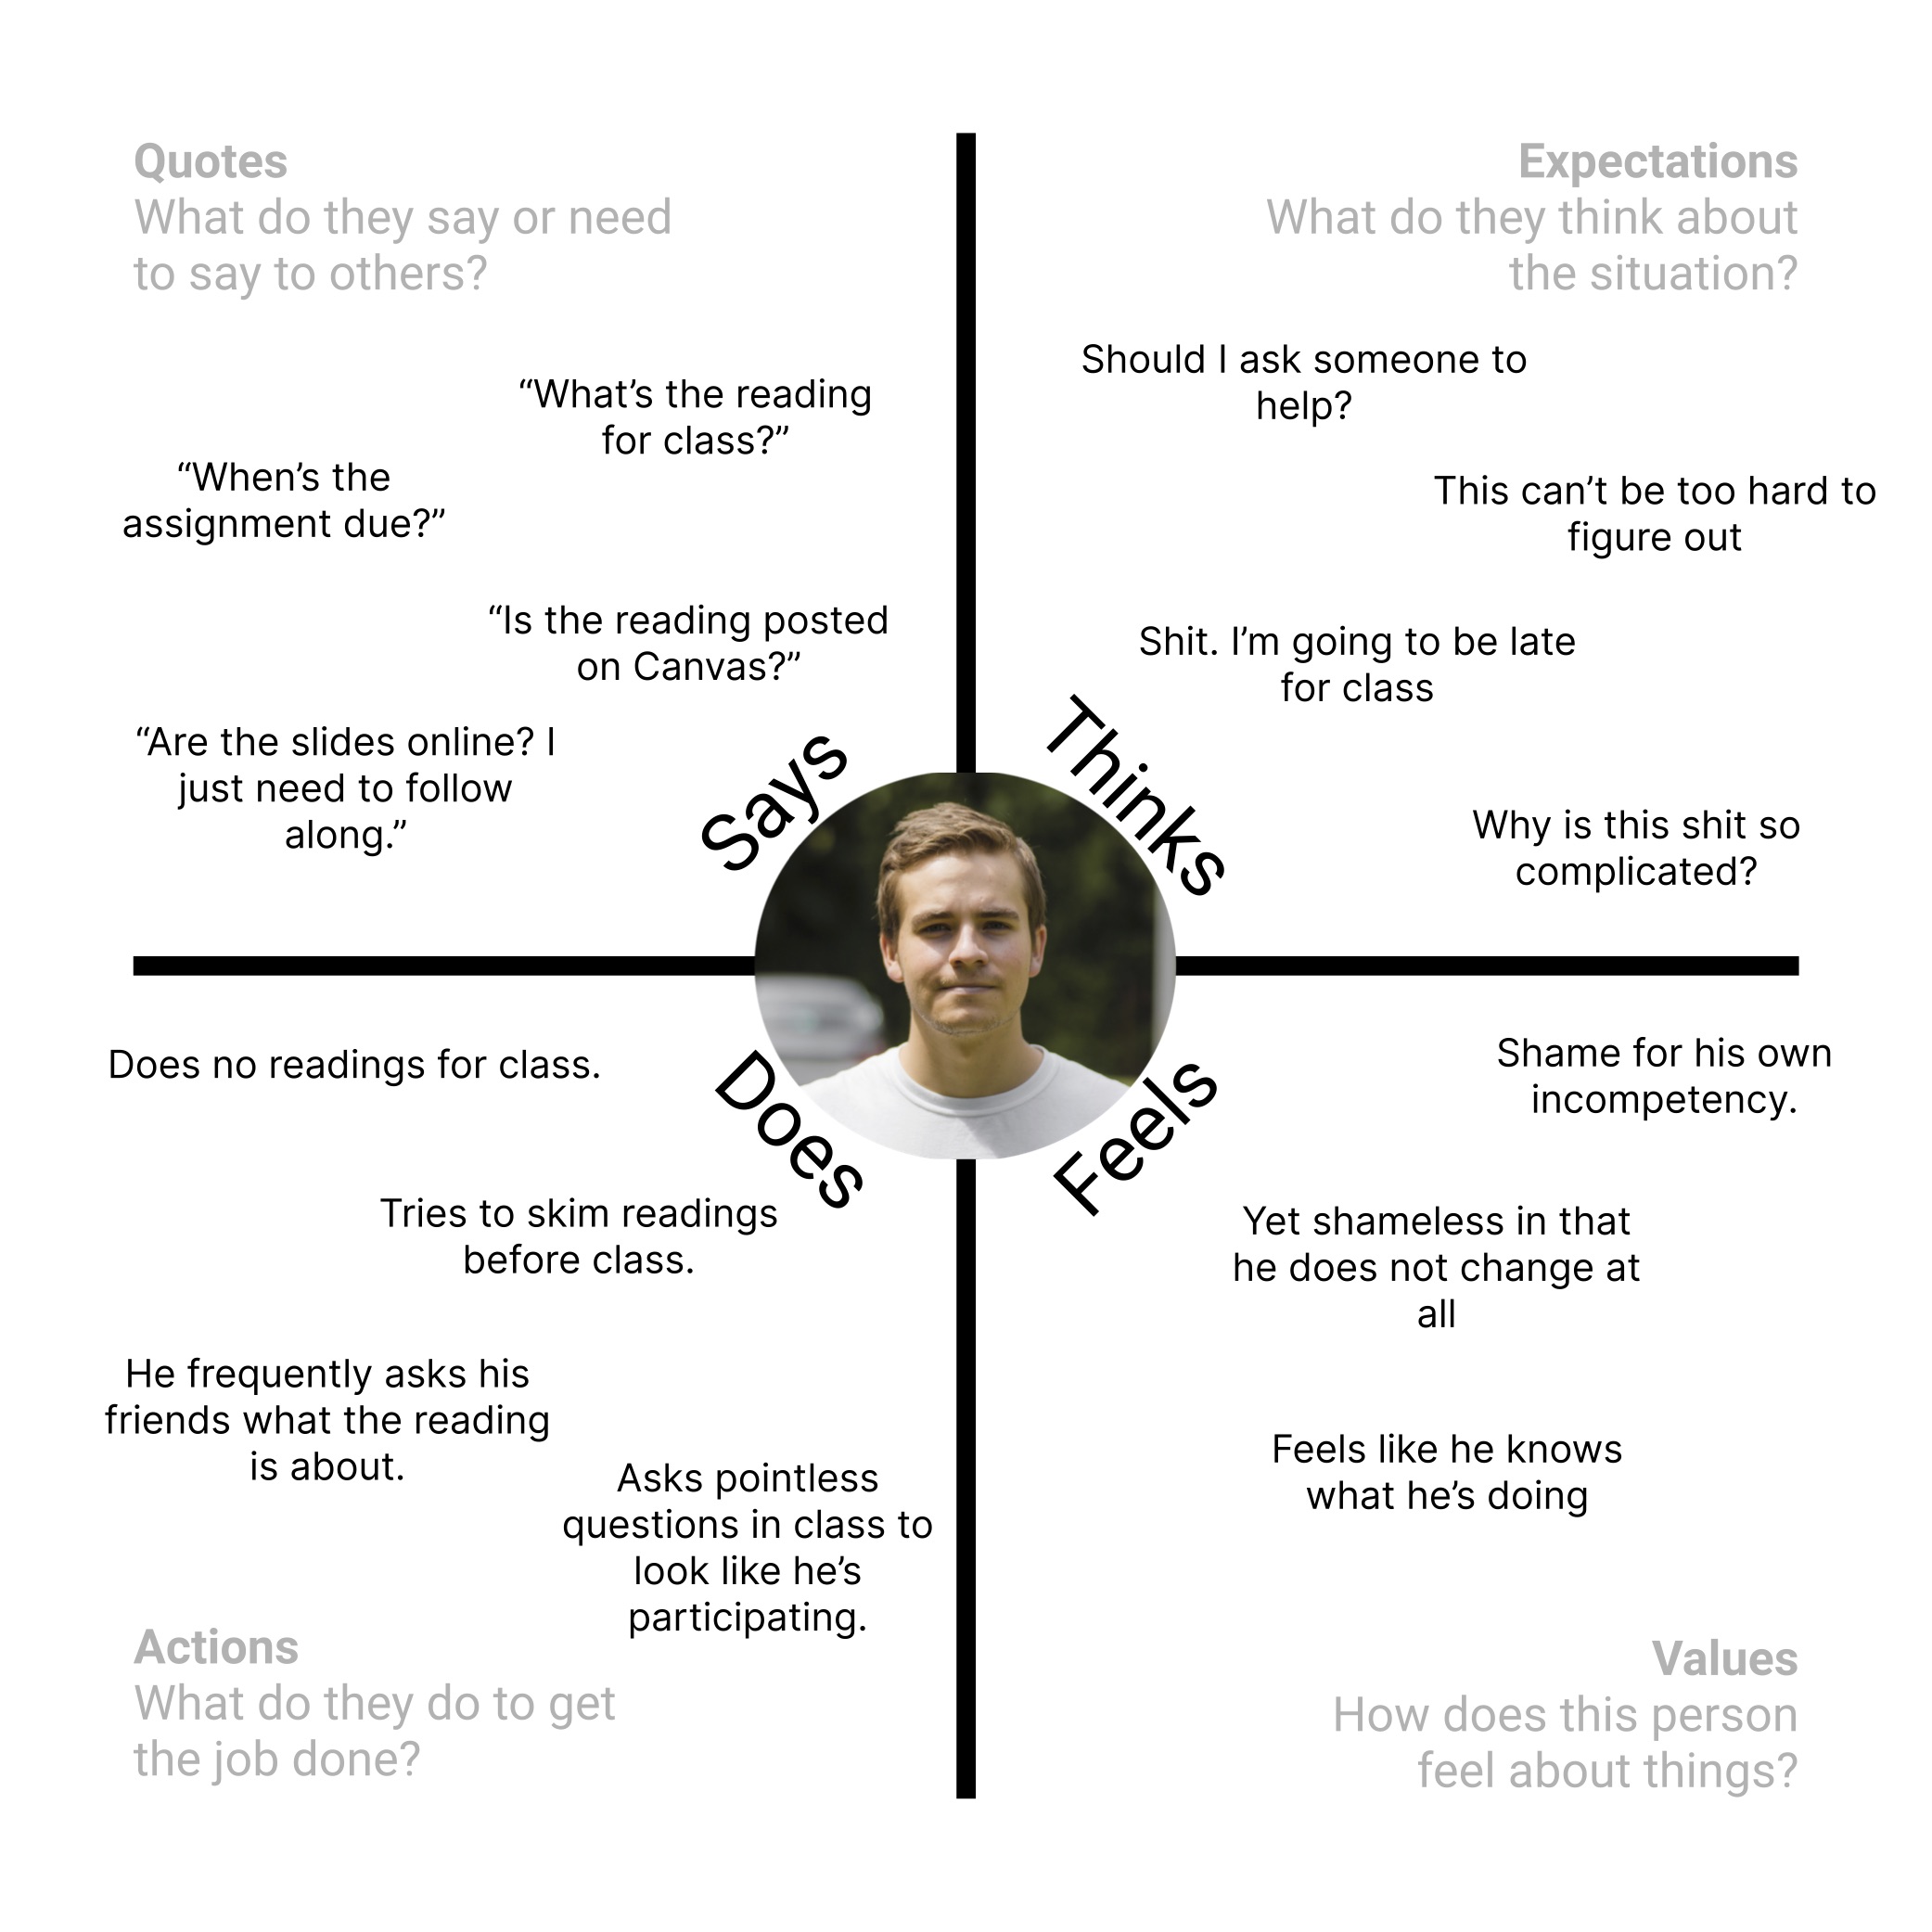 Quotes
What do they say or need
to say to others?
“What’s the reading
for class?”
“When’s the
assignment due?”
“Is the reading posted
on Canvas?”
“Are the slides online? I
just need to follow
along.”
Says
Expectations
What do they think about
the situation?
Should I ask someone to
help?
This can’t be too hard to
figure out
Shit. I’m going to be late
for class
Why is this shit so
complicated?
Thinks
Does
Does no readings for class.
Tries to skim readings
before class.
He frequently asks his
friends what the reading
is about.
Asks pointless
questions in class to
look like he’s
participating.
Actions
What do they do to get
the job done?
Feels
Shame for his own
incompetency.
Yet shameless in that
he does not change at
all
Feels like he knows
what he’s doing
Values
How does this person
feel about things?